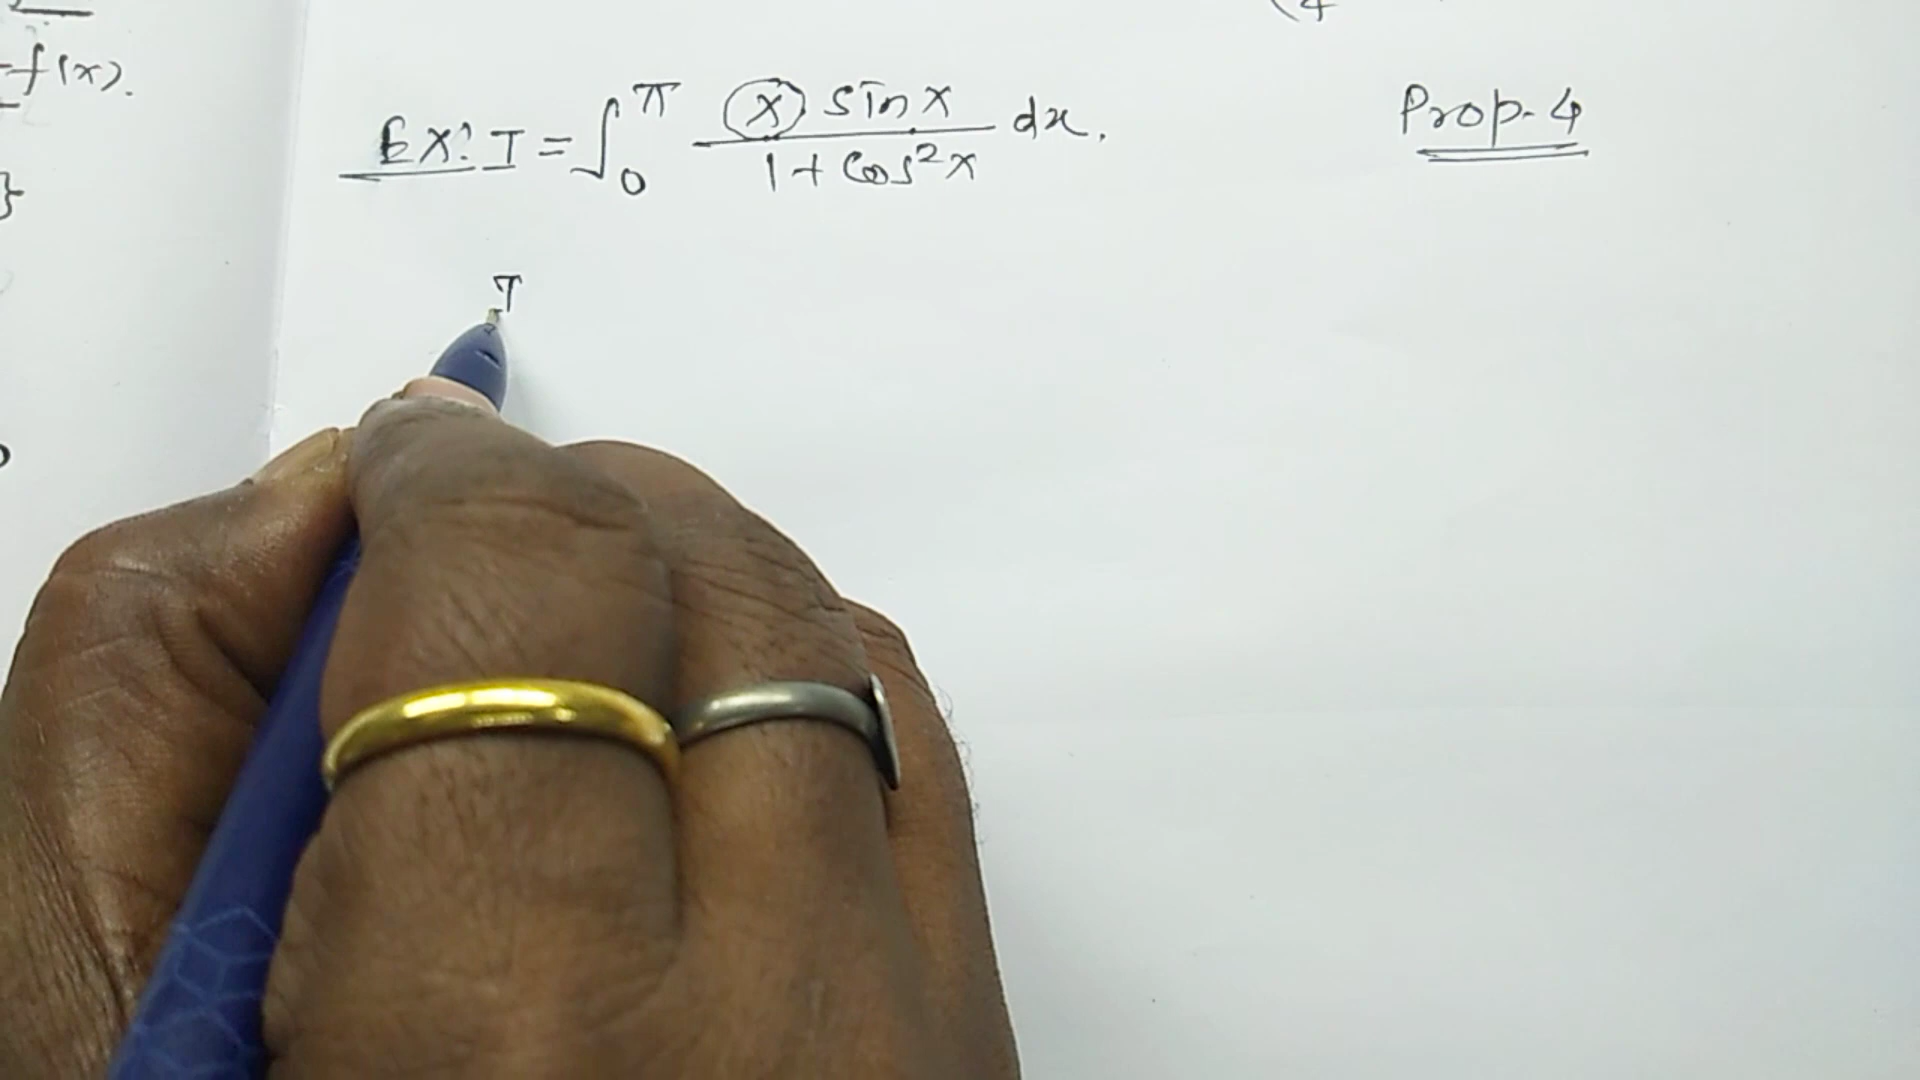 f(x).
}
Ex: I = ∫₀^π (x) sin x / (1 + cos²x) dx.
Prop-4
I